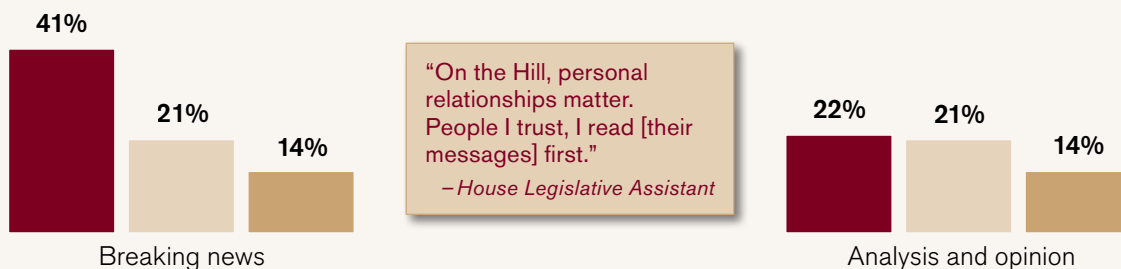 41%
21%
14%
Breaking news
“On the Hill, personal
relationships matter.
People I trust, I read [their
messages] first.”
– House Legislative Assistant
22%
21%
14%
Analysis and opinion